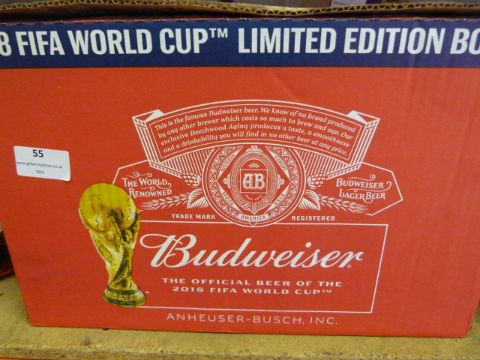 8 FIFA WORLD CUP™ LIMITED EDITION BO
This is the famous Budweiser beer. We know of no brand produced
by any other brewer which costs so much to brew and age. Our
exclusive Beechwood Aging produces a taste, a smoothness
and a drinkability you will find in no other beer at any price.
55
THE WORLD
RENOWNED
AB
BUDWEISER
LAGER BEER
AMERICA
TRADE MARK
REGISTERED
Budweiser
THE OFFICIAL BEER OF THE
2018 FIFA WORLD CUP™
ANHEUSER-BUSCH, INC.